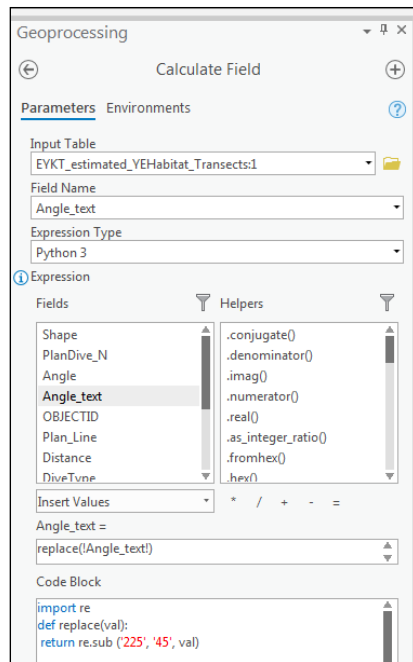 Geoprocessing
Calculate Field
Parameters Environments
Input Table
EYKT_estimated_YEHabitat_Transects:1
Field Name
Angle_text
Expression Type
Python 3
Expression
Fields Helpers
Shape .conjugate()
PlanDive_N .denominator()
Angle .imag()
Angle_text .numerator()
OBJECTID .real()
Plan_Line .as_integer_ratio()
Distance .fromhex()
DiveType .hex()
Insert Values * / + - =
Angle_text =
replace(!Angle_text!)
Code Block
import re
def replace(val):
return re.sub ('225', '45', val)